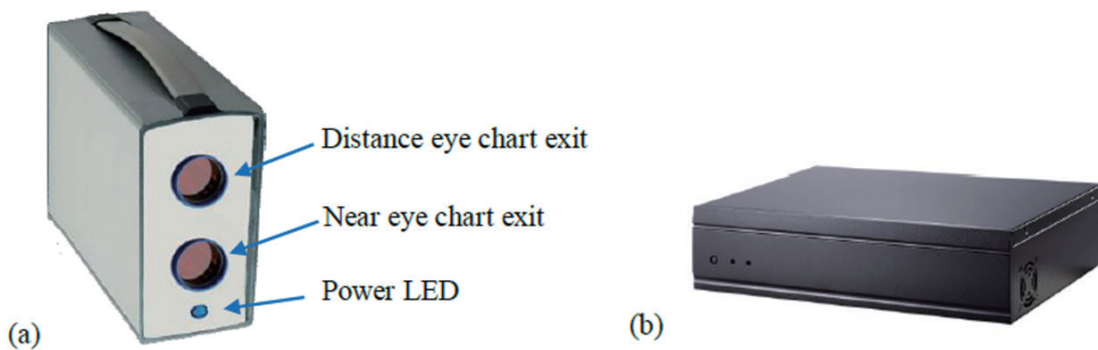 Distance eye chart exit
Near eye chart exit
Power LED
(a)
(b)